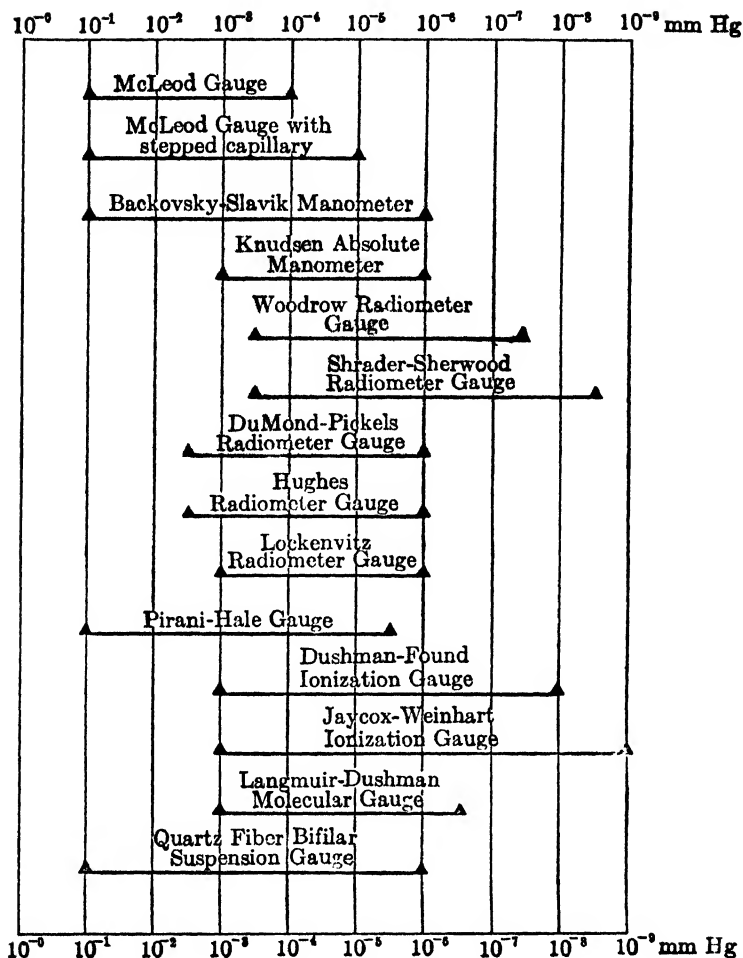 10⁻⁰ 10⁻¹ 10⁻² 10⁻³ 10⁻⁴ 10⁻⁵ 10⁻⁶ 10⁻⁷ 10⁻⁸ 10⁻⁹ mm Hg
McLeod Gauge
McLeod Gauge with
stepped capillary
Backovsky-Slavik Manometer
Knudsen Absolute
Manometer
Woodrow Radiometer
Gauge
Shrader-Sherwood
Radiometer Gauge
DuMond-Pickels
Radiometer Gauge
Hughes
Radiometer Gauge
Lockenvitz
Radiometer Gauge
Pirani-Hale Gauge
Dushman-Found
Ionization Gauge
Jaycox-Weinhart
Ionization Gauge
Langmuir-Dushman
Molecular Gauge
Quartz Fiber Bifilar
Suspension Gauge
10⁻⁰ 10⁻¹ 10⁻² 10⁻³ 10⁻⁴ 10⁻⁵ 10⁻⁶ 10⁻⁷ 10⁻⁸ 10⁻⁹ mm Hg